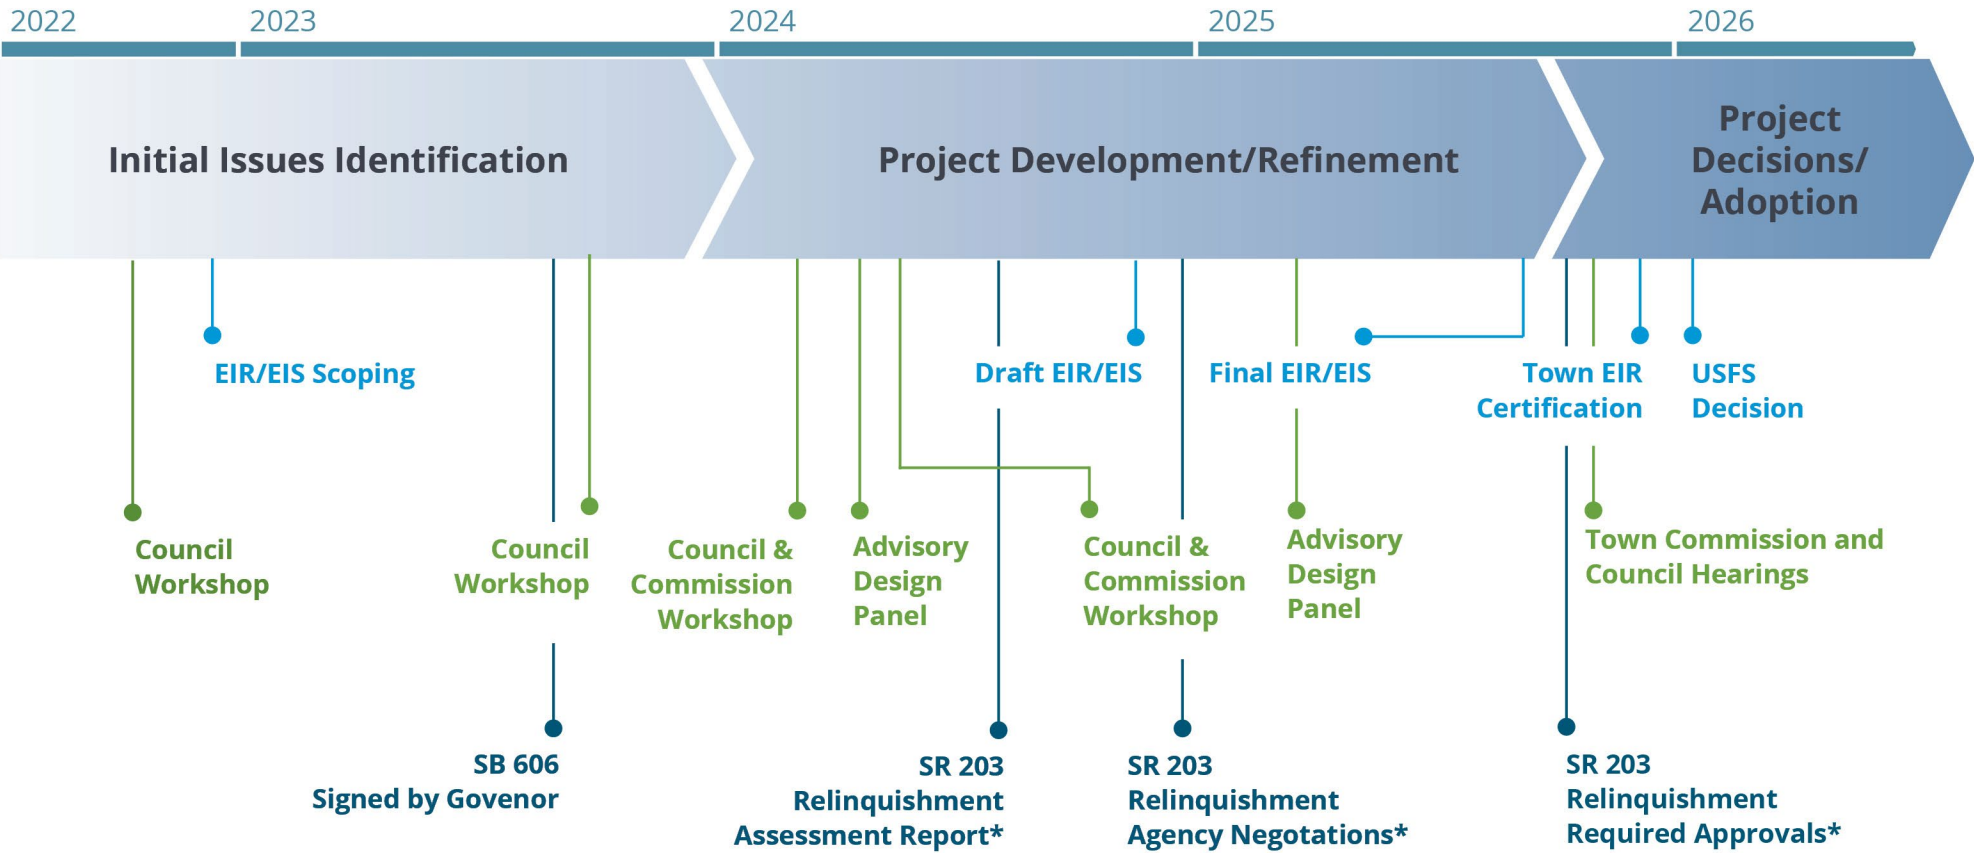 2022
2023
2024
2025
2026
Initial Issues Identification
Project Development/Refinement
Project
Decisions/
Adoption
EIR/EIS Scoping
Draft EIR/EIS
Final EIR/EIS
Town EIR
Certification
USFS
Decision
Council
Workshop
Council
Workshop
Council &
Commission
Workshop
Advisory
Design
Panel
Council &
Commission
Workshop
Advisory
Design
Panel
Town Commission and
Council Hearings
SB 606
Signed by Govenor
SR 203
Relinquishment
Assessment Report*
SR 203
Relinquishment
Agency Negotations*
SR 203
Relinquishment
Required Approvals*